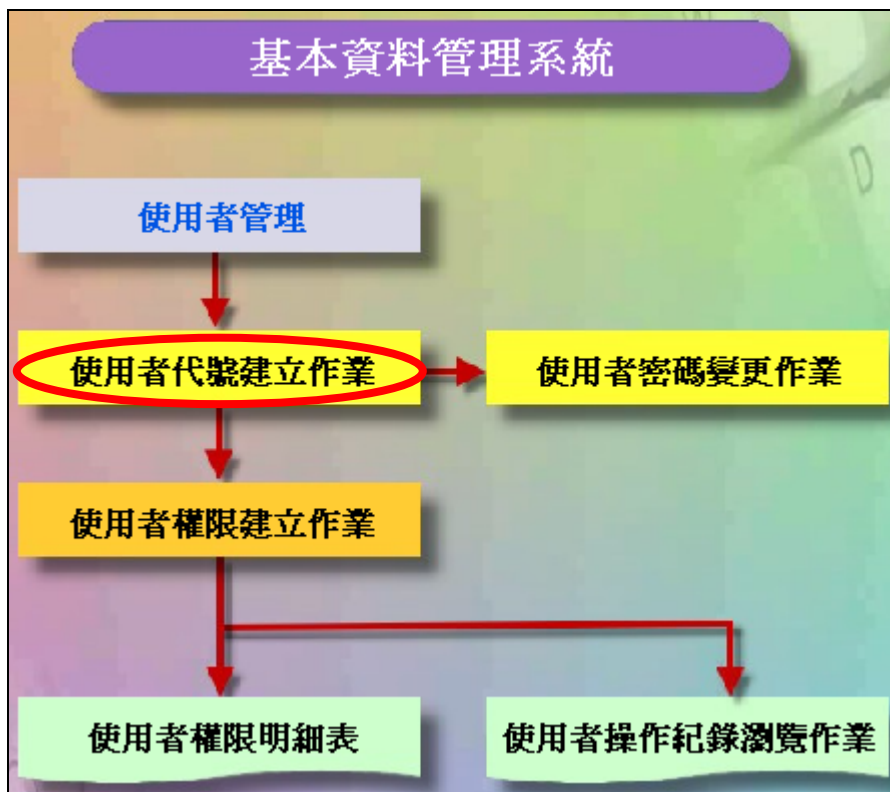 基本資料管理系統
使用者管理
使用者代號建立作業
使用者密碼變更作業
使用者權限建立作業
使用者權限明細表
使用者操作紀錄瀏覽作業
D